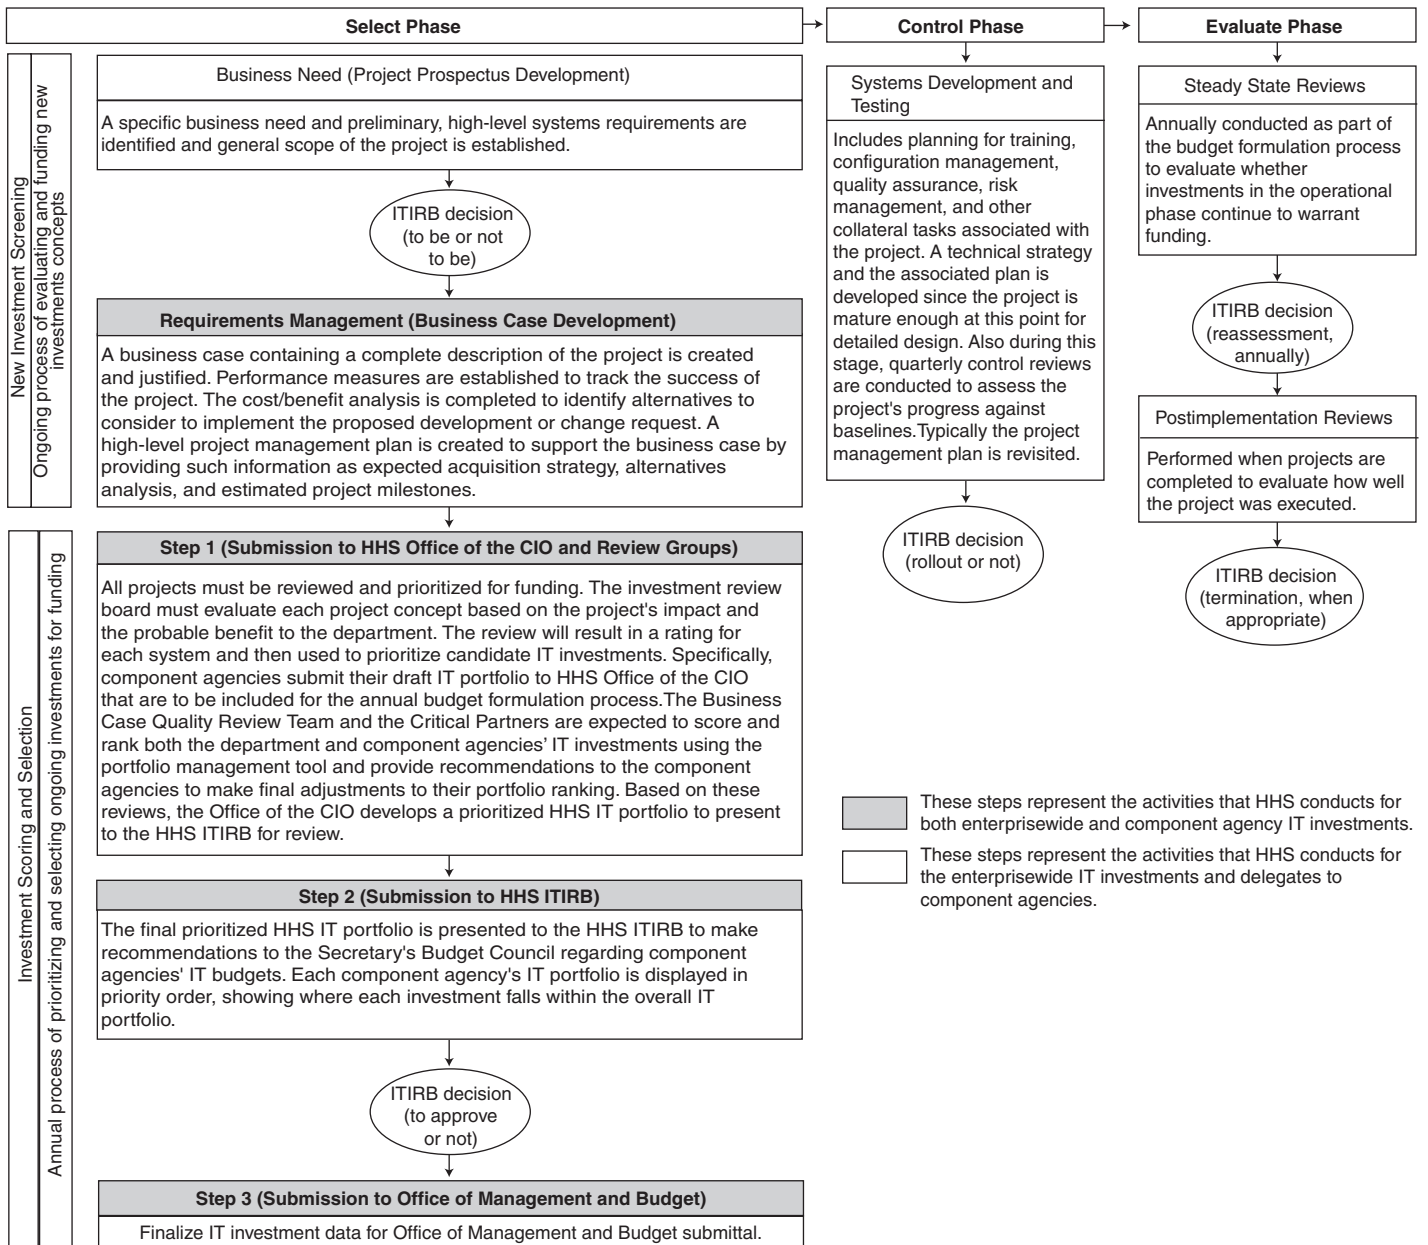 Select Phase
Control Phase
Evaluate Phase
New Investment Screening
Ongoing process of evaluating and funding new
investments concepts
Business Need (Project Prospectus Development)
A specific business need and preliminary, high-level systems requirements are
identified and general scope of the project is established.
ITIRB decision
(to be or not
to be)
Requirements Management (Business Case Development)
A business case containing a complete description of the project is created
and justified. Performance measures are established to track the success of
the project. The cost/benefit analysis is completed to identify alternatives to
consider to implement the proposed development or change request. A
high-level project management plan is created to support the business case by
providing such information as expected acquisition strategy, alternatives
analysis, and estimated project milestones.
Investment Scoring and Selection
Annual process of prioritizing and selecting ongoing investments for funding
Step 1 (Submission to HHS Office of the CIO and Review Groups)
All projects must be reviewed and prioritized for funding. The investment review
board must evaluate each project concept based on the project's impact and
the probable benefit to the department. The review will result in a rating for
each system and then used to prioritize candidate IT investments. Specifically,
component agencies submit their draft IT portfolio to HHS Office of the CIO
that are to be included for the annual budget formulation process.The Business
Case Quality Review Team and the Critical Partners are expected to score and
rank both the department and component agencies' IT investments using the
portfolio management tool and provide recommendations to the component
agencies to make final adjustments to their portfolio ranking. Based on these
reviews, the Office of the CIO develops a prioritized HHS IT portfolio to present
to the HHS ITIRB for review.
Step 2 (Submission to HHS ITIRB)
The final prioritized HHS IT portfolio is presented to the HHS ITIRB to make
recommendations to the Secretary's Budget Council regarding component
agencies' IT budgets. Each component agency's IT portfolio is displayed in
priority order, showing where each investment falls within the overall IT
portfolio.
ITIRB decision
(to approve
or not)
Step 3 (Submission to Office of Management and Budget)
Finalize IT investment data for Office of Management and Budget submittal.
Systems Development and
Testing
Includes planning for training,
configuration management,
quality assurance, risk
management, and other
collateral tasks associated with
the project. A technical strategy
and the associated plan is
developed since the project is
mature enough at this point for
detailed design. Also during this
stage, quarterly control reviews
are conducted to assess the
project's progress against
baselines.Typically the project
management plan is revisited.
ITIRB decision
(rollout or not)
Steady State Reviews
Annually conducted as part of
the budget formulation process
to evaluate whether
investments in the operational
phase continue to warrant
funding.
ITIRB decision
(reassessment,
annually)
Postimplementation Reviews
Performed when projects are
completed to evaluate how well
the project was executed.
ITIRB decision
(termination, when
appropriate)
These steps represent the activities that HHS conducts for
both enterprisewide and component agency IT investments.
These steps represent the activities that HHS conducts for
the enterprisewide IT investments and delegates to
component agencies.